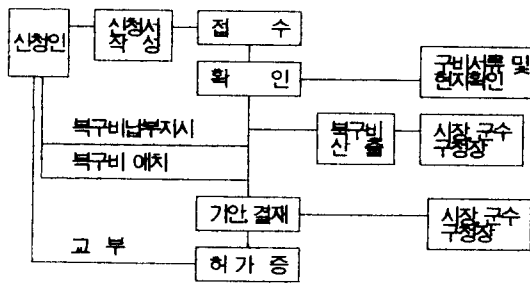 신청인
신청서
작 성
접 수
확 인
구비서류 및
현지확인
복구비납부지시
복구비 예치
복구비
산 출
시장, 군수
구청장
기안, 결재
시장, 군수
구청장
교 부
허 가 증